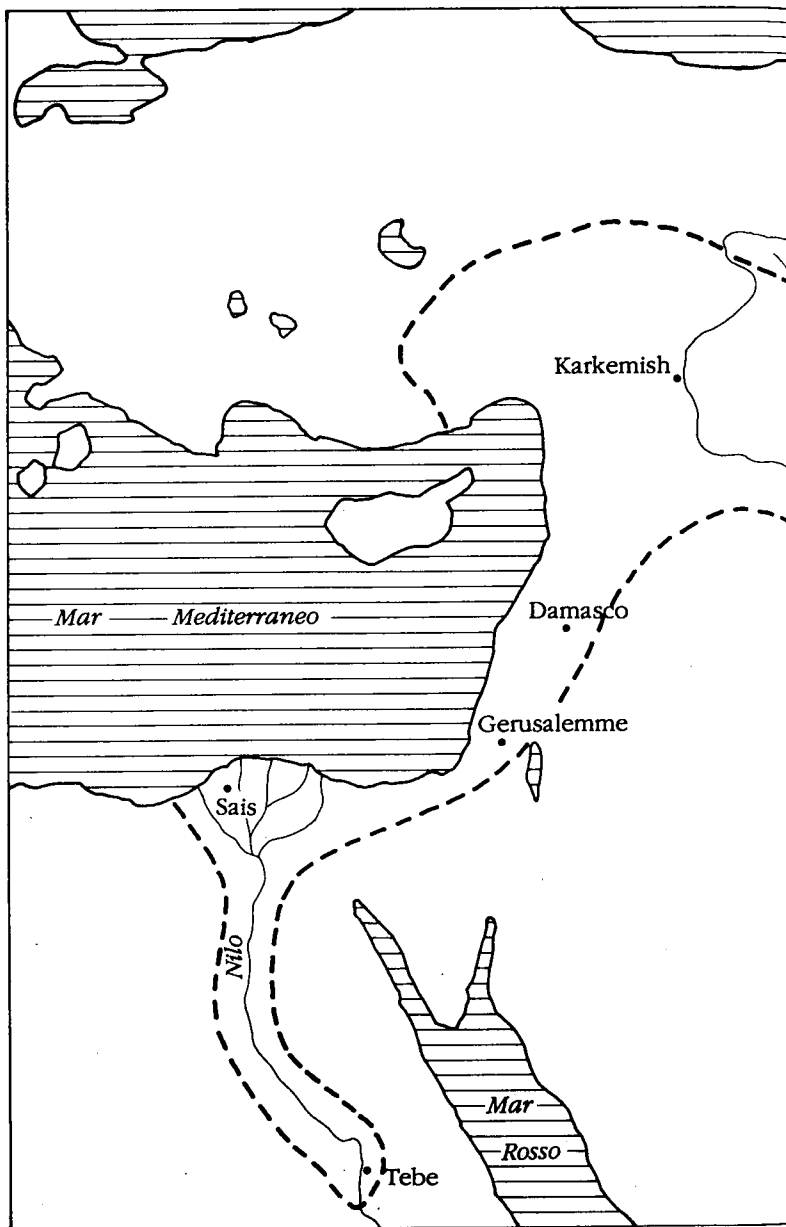 Karkemish
Mar Mediterraneo
Damasco
Gerusalemme
Sais
Nilo
Mar
Rosso
Tebe